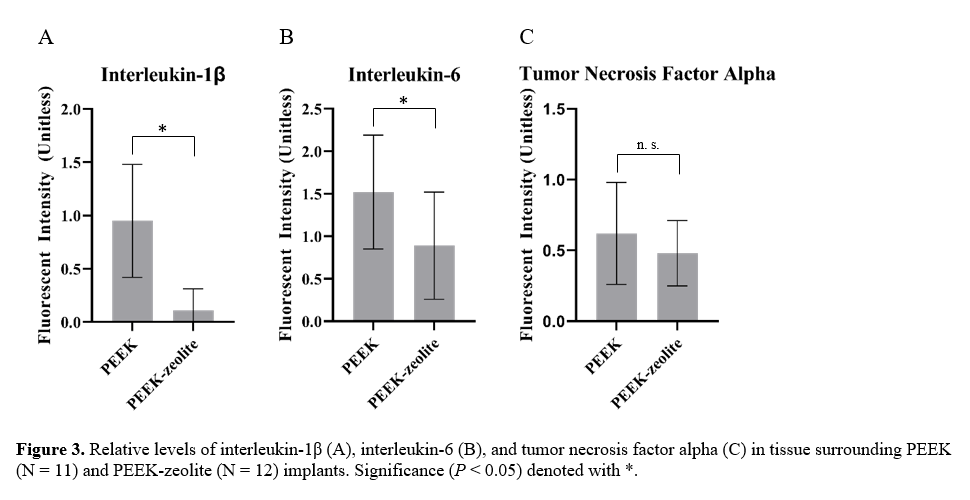 A
Interleukin-1β
Fluorescent Intensity (Unitless)
2.0
1.5
1.0
0.5
0.0
*
PEEK
PEEK-zeolite
B
Interleukin-6
Fluorescent Intensity (Unitless)
2.5
2.0
1.5
1.0
0.5
0.0
*
PEEK
PEEK-zeolite
C
Tumor Necrosis Factor Alpha
Fluorescent Intensity (Unitless)
1.5
1.0
0.5
0.0
n. s.
PEEK
PEEK-zeolite
Figure 3. Relative levels of interleukin-1β (A), interleukin-6 (B), and tumor necrosis factor alpha (C) in tissue surrounding PEEK
(N = 11) and PEEK-zeolite (N = 12) implants. Significance (P < 0.05) denoted with *.